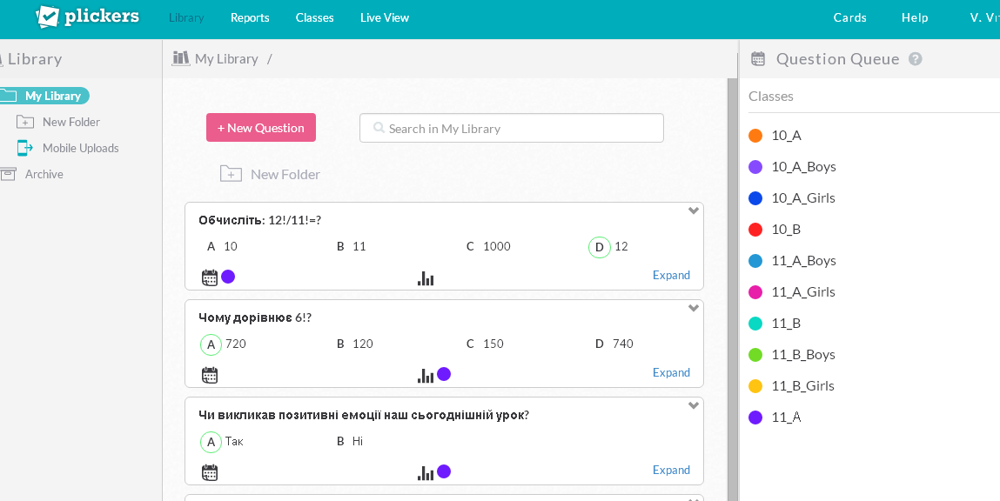 plickers Library Reports Classes Live View Cards Help
Library
My Library
New Folder
Mobile Uploads
Archive
My Library /
+ New Question
Search in My Library
New Folder
Обчисліть: 12!/11!=?
A 10 B 11 C 1000 D 12
Expand
Чому дорівнює 6!?
A 720 B 120 C 150 D 740
Expand
Чи викликав позитивні емоції наш сьогоднішній урок?
A Так B Ні
Expand
Question Queue ?
Classes
10_A
10_A_Boys
10_A_Girls
10_B
11_A_Boys
11_A_Girls
11_B
11_B_Boys
11_B_Girls
11_A